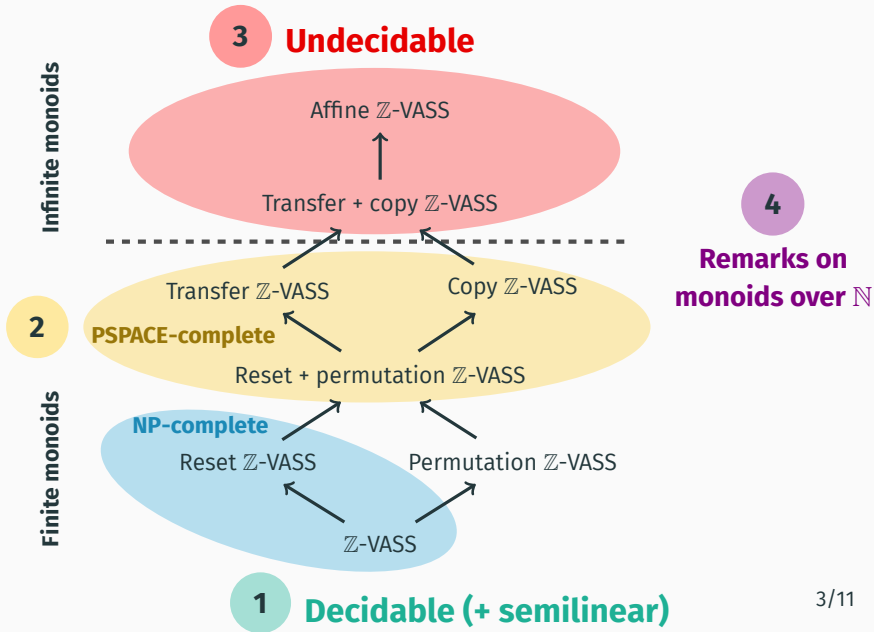 3 Undecidable
Infinite monoids
Affine ℤ-VASS
Transfer + copy ℤ-VASS
4
Remarks on
monoids over ℕ
Transfer ℤ-VASS
Copy ℤ-VASS
2
PSPACE-complete
Reset + permutation ℤ-VASS
Finite monoids
NP-complete
Reset ℤ-VASS
Permutation ℤ-VASS
ℤ-VASS
1 Decidable (+ semilinear)
3/11